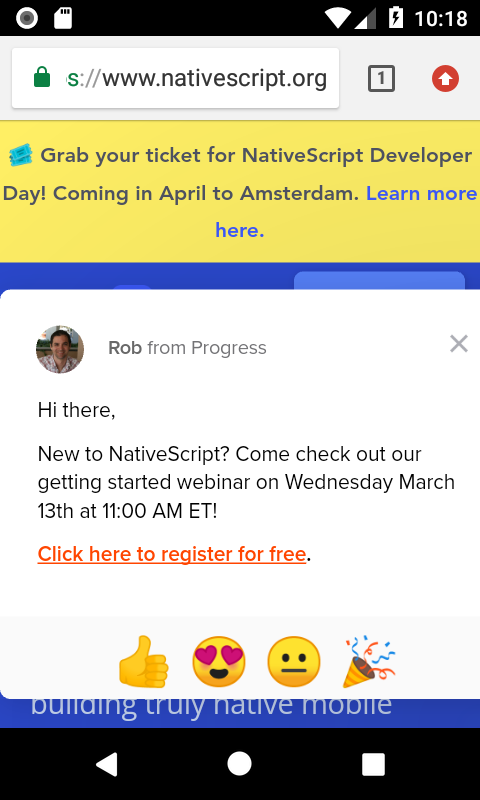 10:18
s://www.nativescript.org
1
Grab your ticket for NativeScript Developer
Day! Coming in April to Amsterdam. Learn more
here.
Rob from Progress
Hi there,
New to NativeScript? Come check out our
getting started webinar on Wednesday March
13th at 11:00 AM ET!
Click here to register for free.
building truly native mobile